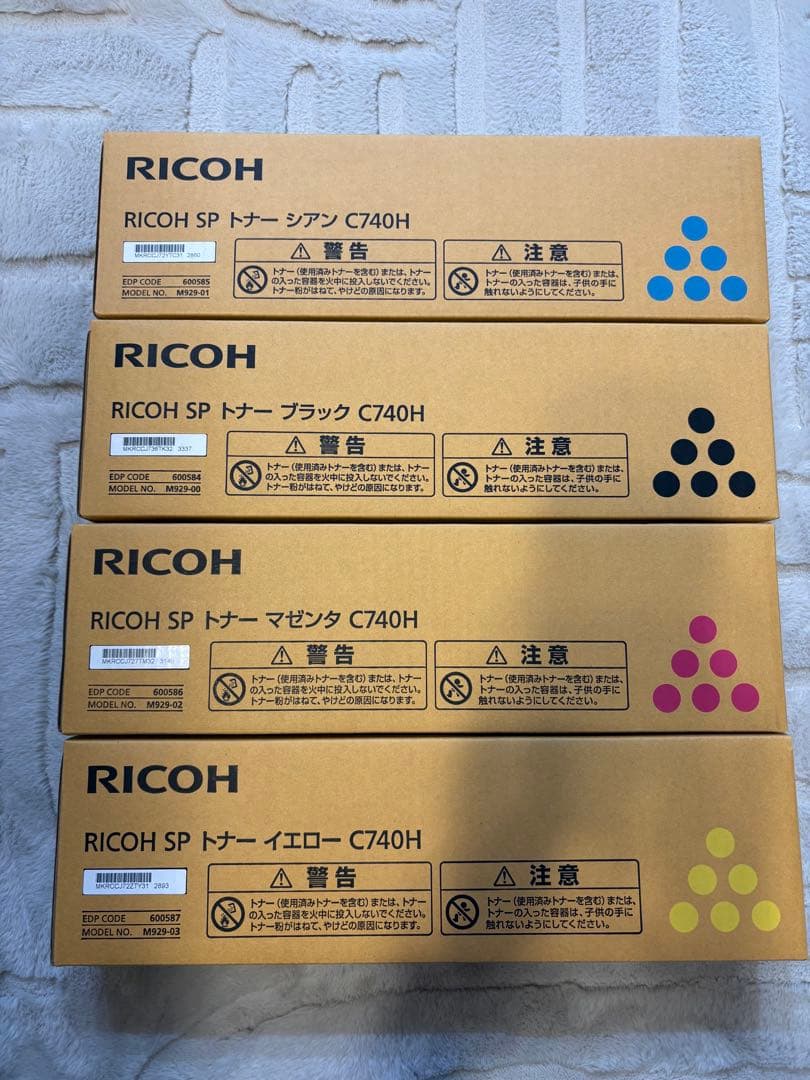 RICOH
RICOH SP トナー シアン C740H
MKRCCJ72YTC31 2860
警告
トナー(使用済みトナーを含む)または、トナー
の入った容器を火中に投入しないでください。
トナー粉がはねて、やけどの原因になります。
注意
トナー(使用済みトナーを含む)または、
トナーの入った容器は、子供の手に
触れないようにしてください。
EDP CODE 600585
MODEL NO. M929-01
RICOH
RICOH SP トナー ブラック C740H
MKRCCJ736TK32 3337
警告
トナー(使用済みトナーを含む)または、トナー
の入った容器を火中に投入しないでください。
トナー粉がはねて、やけどの原因になります。
注意
トナー(使用済みトナーを含む)または、
トナーの入った容器は、子供の手に
触れないようにしてください。
EDP CODE 600584
MODEL NO. M929-00
RICOH
RICOH SP トナー マゼンタ C740H
MKRCCJ727TM32
警告
トナー(使用済みトナーを含む)または、トナー
の入った容器を火中に投入しないでください。
トナー粉がはねて、やけどの原因になります。
注意
トナー(使用済みトナーを含む)または、
トナーの入った容器は、子供の手に
触れないようにしてください。
EDP CODE 600586
MODEL NO. M929-02
RICOH
RICOH SP トナー イエロー C740H
MKRCCJ72ZTY31 2893
警告
トナー(使用済みトナーを含む)または、トナー
の入った容器を火中に投入しないでください。
トナー粉がはねて、やけどの原因になります。
注意
トナー(使用済みトナーを含む)または、
トナーの入った容器は、子供の手に
触れないようにしてください。
EDP CODE 600587
MODEL NO. M929-03